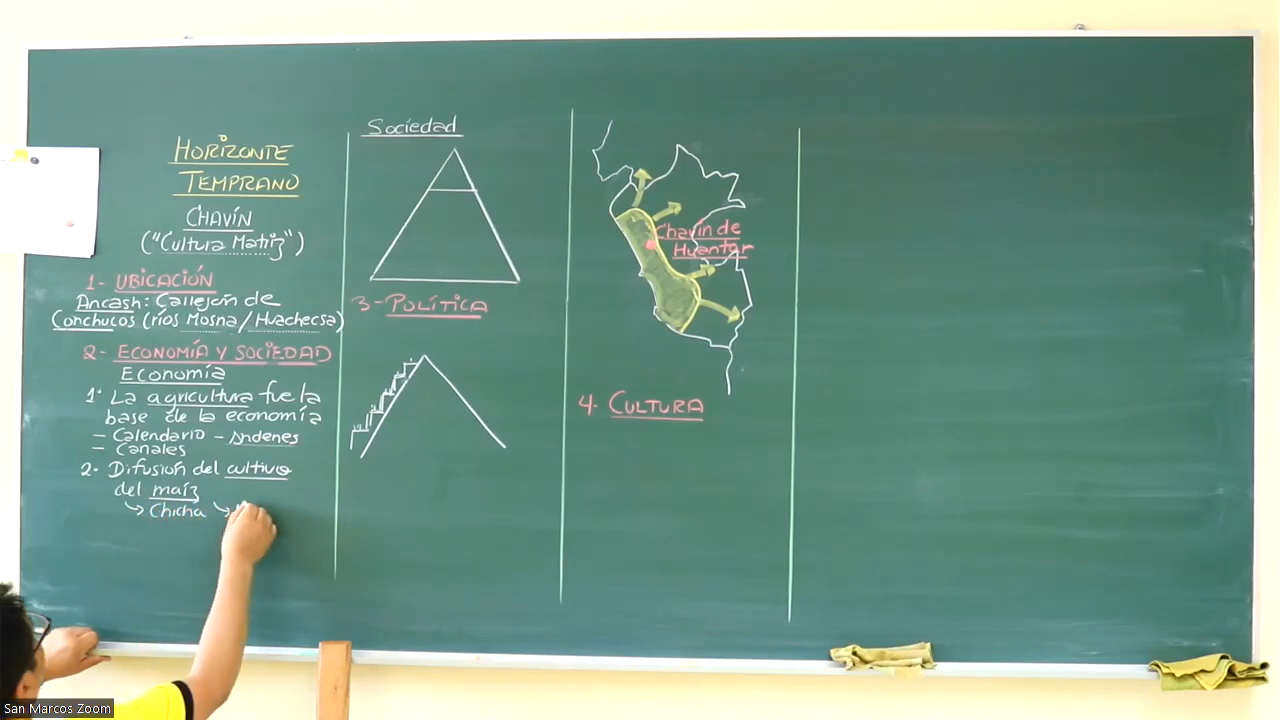 HORIZONTE
TEMPRANO
CHAVÍN
("Cultura Matriz")
1- UBICACIÓN
Ancash: Callejón de
Conchucos (ríos Mosna/Huachecsa)
2- ECONOMÍA Y SOCIEDAD
Economía
1· La agricultura fue la
base de la economía
- Calendario - andenes
- Canales
2· Difusión del cultivo
del maíz
↪ Chicha ↪
Sociedad
3-POLÍTICA
Chavín de
Huantar
4- CULTURA
San Marcos Zoom